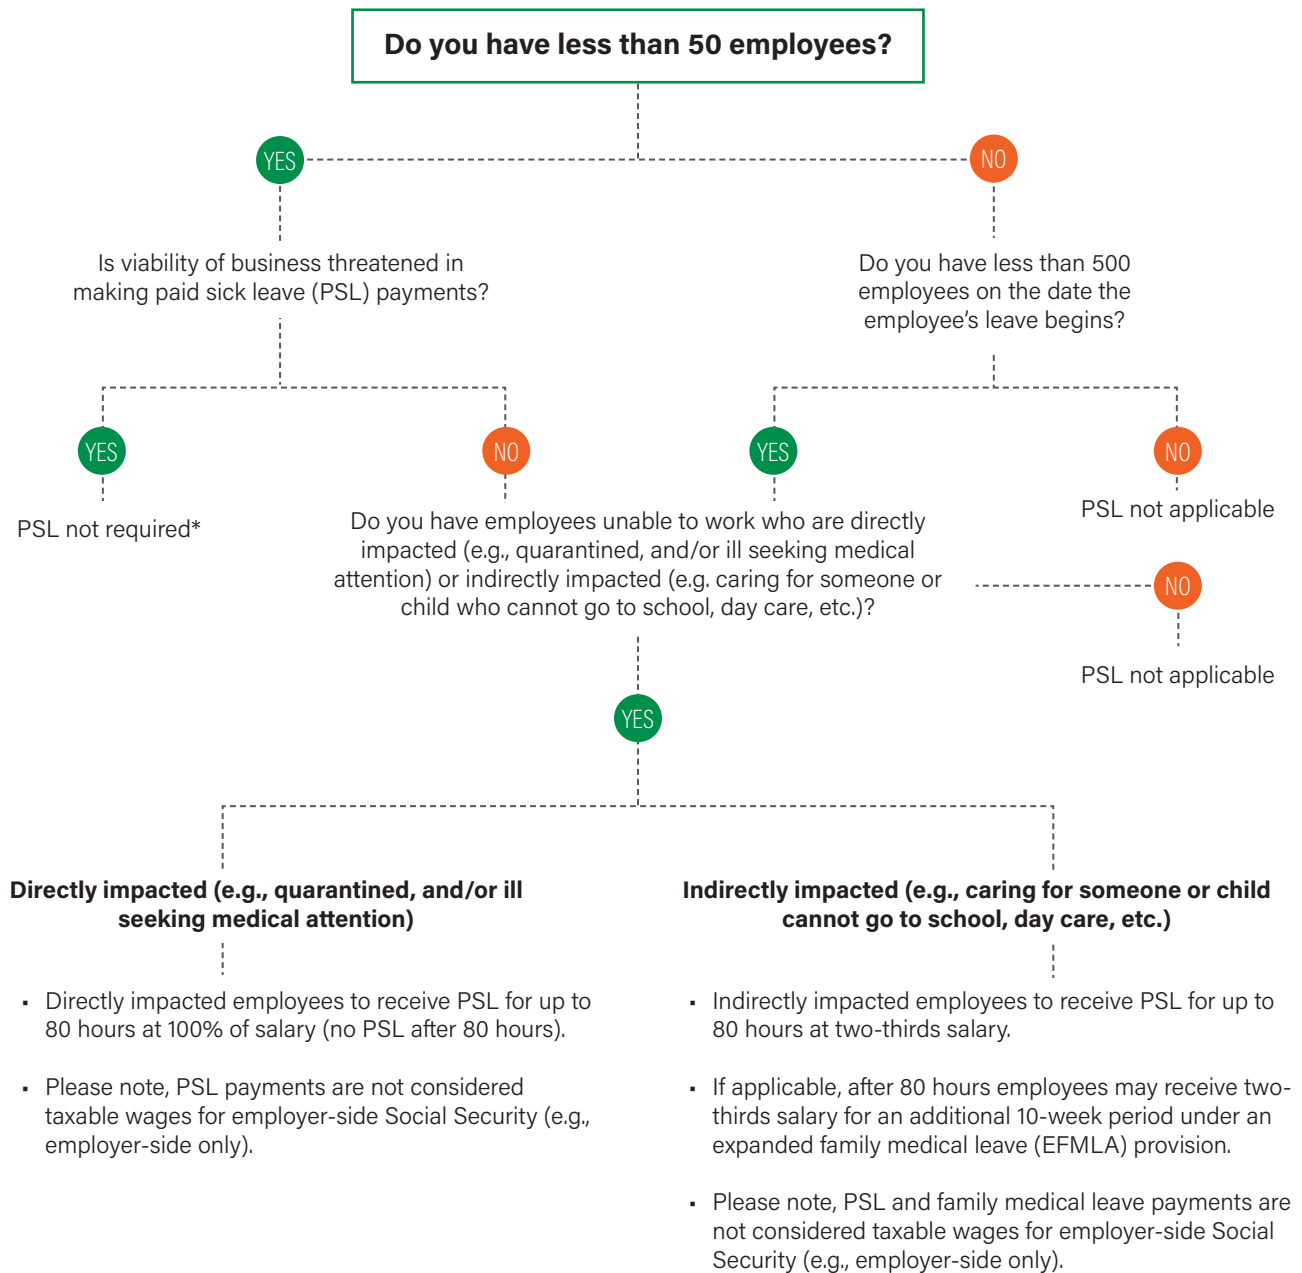 Do you have less than 50 employees?
YES
NO
Is viability of business threatened in
making paid sick leave (PSL) payments?
Do you have less than 500
employees on the date the
employee's leave begins?
YES
NO
YES
NO
PSL not required*
Do you have employees unable to work who are directly
impacted (e.g., quarantined, and/or ill seeking medical
attention) or indirectly impacted (e.g. caring for someone or
child who cannot go to school, day care, etc.)?
PSL not applicable
NO
PSL not applicable
YES
Directly impacted (e.g., quarantined, and/or ill
seeking medical attention)
▪ Directly impacted employees to receive PSL for up to
80 hours at 100% of salary (no PSL after 80 hours).
▪ Please note, PSL payments are not considered
taxable wages for employer-side Social Security (e.g.,
employer-side only).
Indirectly impacted (e.g., caring for someone or child
cannot go to school, day care, etc.)
▪ Indirectly impacted employees to receive PSL for up to
80 hours at two-thirds salary.
▪ If applicable, after 80 hours employees may receive two-
thirds salary for an additional 10-week period under an
expanded family medical leave (EFMLA) provision.
▪ Please note, PSL and family medical leave payments are
not considered taxable wages for employer-side Social
Security (e.g., employer-side only).